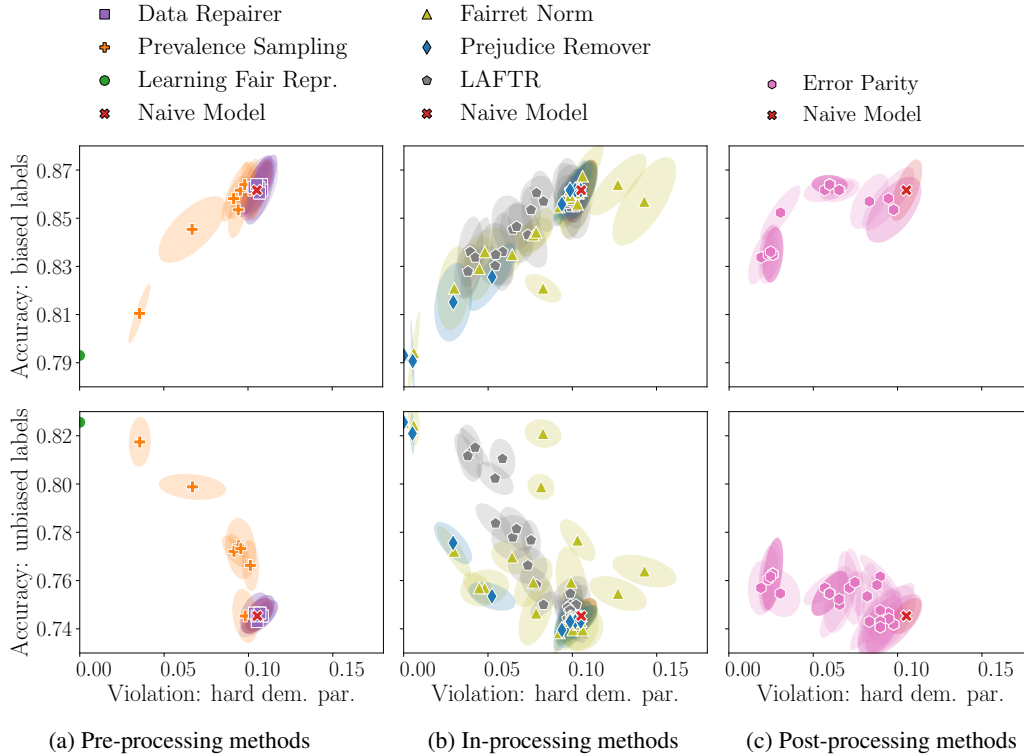 Data Repairer
Prevalence Sampling
Learning Fair Repr.
Naive Model
Fairret Norm
Prejudice Remover
LAFTR
Naive Model
Error Parity
Naive Model
Accuracy: biased labels
0.87
0.85
0.83
0.81
0.79
Accuracy: unbiased labels
0.82
0.80
0.78
0.76
0.74
0.00 0.05 0.10 0.15
0.00 0.05 0.10 0.15
0.00 0.05 0.10 0.15
Violation: hard dem. par.
Violation: hard dem. par.
Violation: hard dem. par.
(a) Pre-processing methods
(b) In-processing methods
(c) Post-processing methods